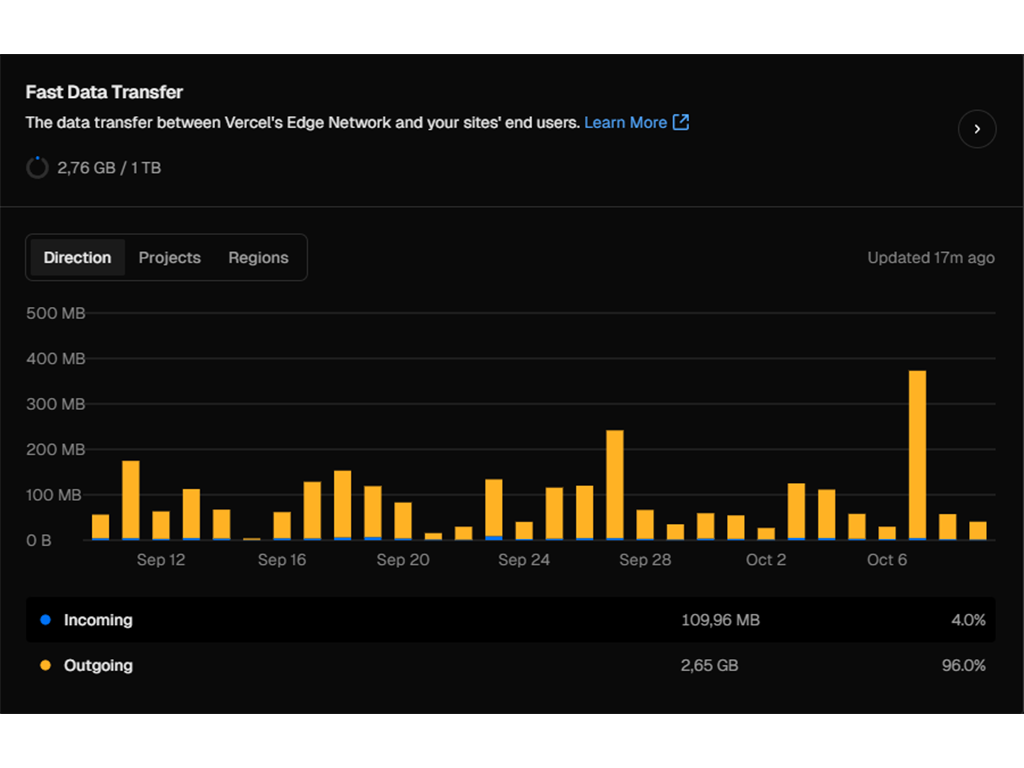 Fast Data Transfer
The data transfer between Vercel's Edge Network and your sites' end users. Learn More
2,76 GB / 1 TB
Direction Projects Regions Updated 17m ago
500 MB
400 MB
300 MB
200 MB
100 MB
0 B
Sep 12 Sep 16 Sep 20 Sep 24 Sep 28 Oct 2 Oct 6
Incoming 109,96 MB 4.0%
Outgoing 2,65 GB 96.0%